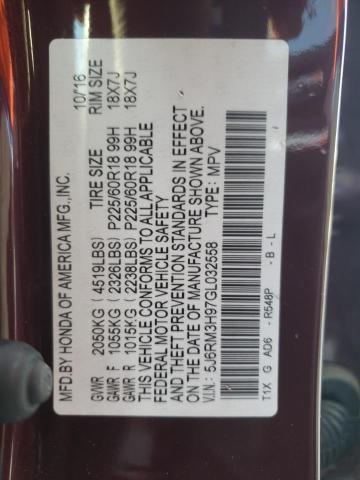 MFD.BY HONDA OF AMERICA MFG.,INC. 10/16
TIRE SIZE RIM SIZE
GVWR 2050KG (4519LBS)
GAWR F 1055KG (2326LBS) P225/60R18 99H 18X7J
GAWR R 1015KG (2238LBS) P225/60R18 99H 18X7J
THIS VEHICLE CONFORMS TO ALL APPLICABLE
FEDERAL MOTOR VEHICLE SAFETY, BUMPER,
AND THEFT PREVENTION STANDARDS IN EFFECT
ON THE DATE OF MANUFACTURE SHOWN ABOVE.
V.I.N.: 5J6RM3H97GL032558 MPV
T1X G AD6 - R548P - B - L